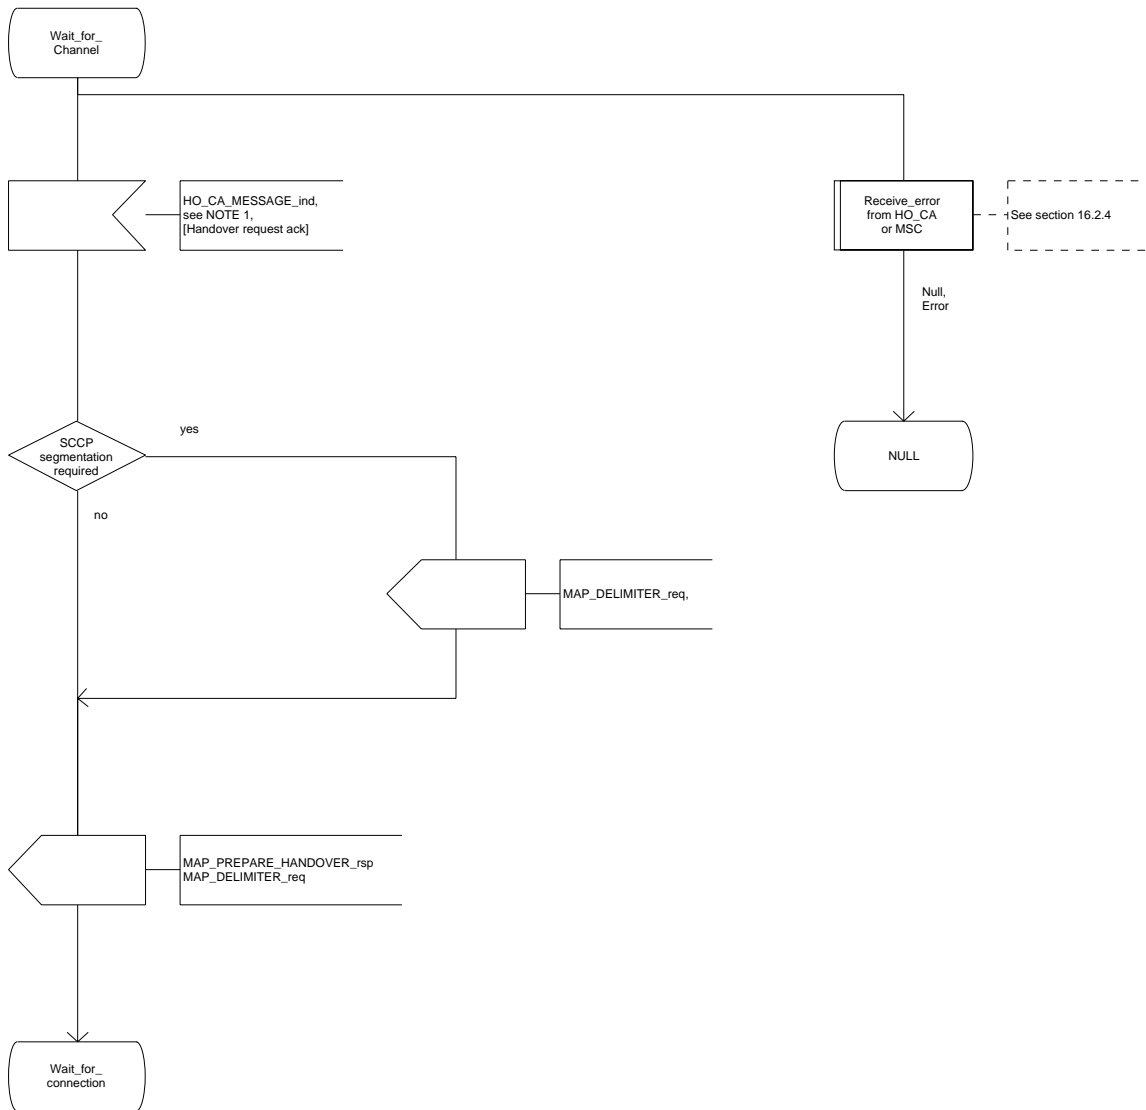 Wait_for_
Channel
HO_CA_MESSAGE_ind,
see NOTE 1,
[Handover request ack]
Receive_error
from HO_CA
or MSC
See section 16.2.4
Null,
Error
SCCP
segmentation
required
yes
no
NULL
MAP_DELIMITER_req,
MAP_PREPARE_HANDOVER_rsp
MAP_DELIMITER_req
Wait_for_
connection